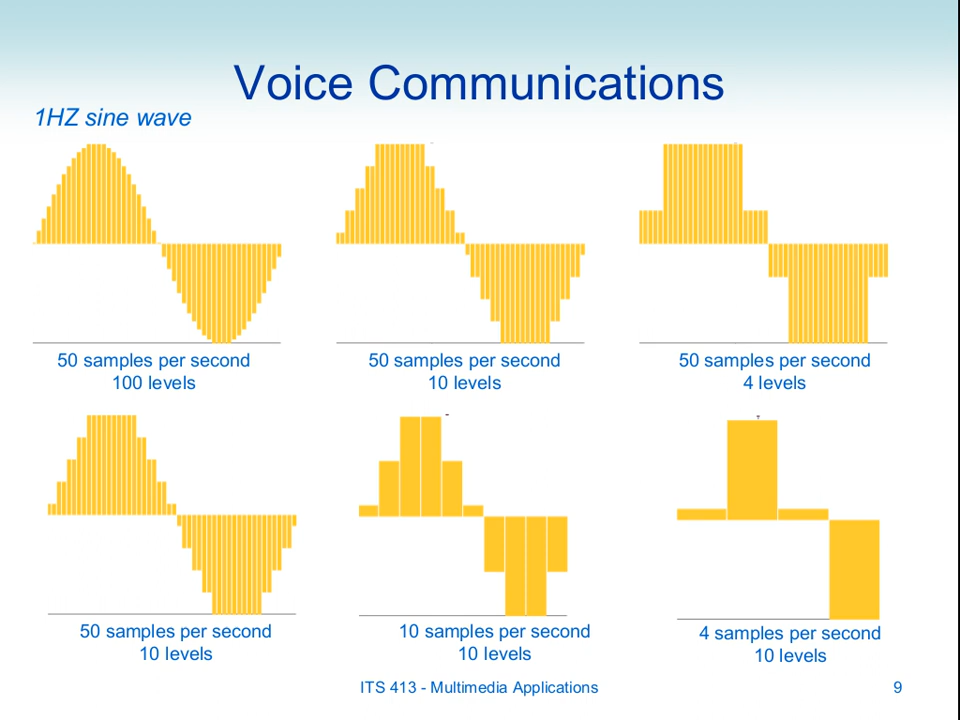 Voice Communications
1HZ sine wave
50 samples per second
100 levels
50 samples per second
10 levels
50 samples per second
4 levels
50 samples per second
10 levels
10 samples per second
10 levels
4 samples per second
10 levels
ITS 413 - Multimedia Applications
9